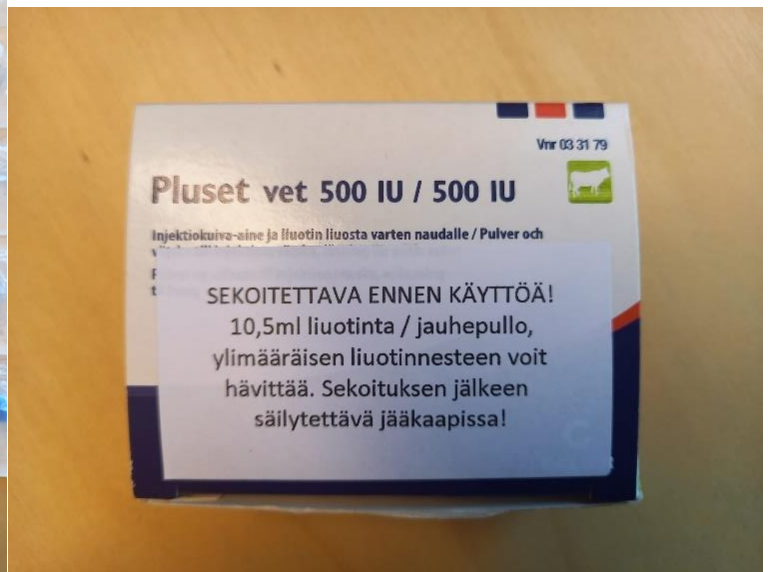 Vnr 03 31 79
Pluset vet 500 IU / 500 IU
Injektiokuiva-aine ja liuotin liuosta varten naudalle / Pulver och
SEKOITETTAVA ENNEN KÄYTTÖÄ!
10,5ml liuotinta / jauhepullo,
ylimääräisen liuotinnesteen voit
hävittää. Sekoituksen jälkeen
säilytettävä jääkaapissa!